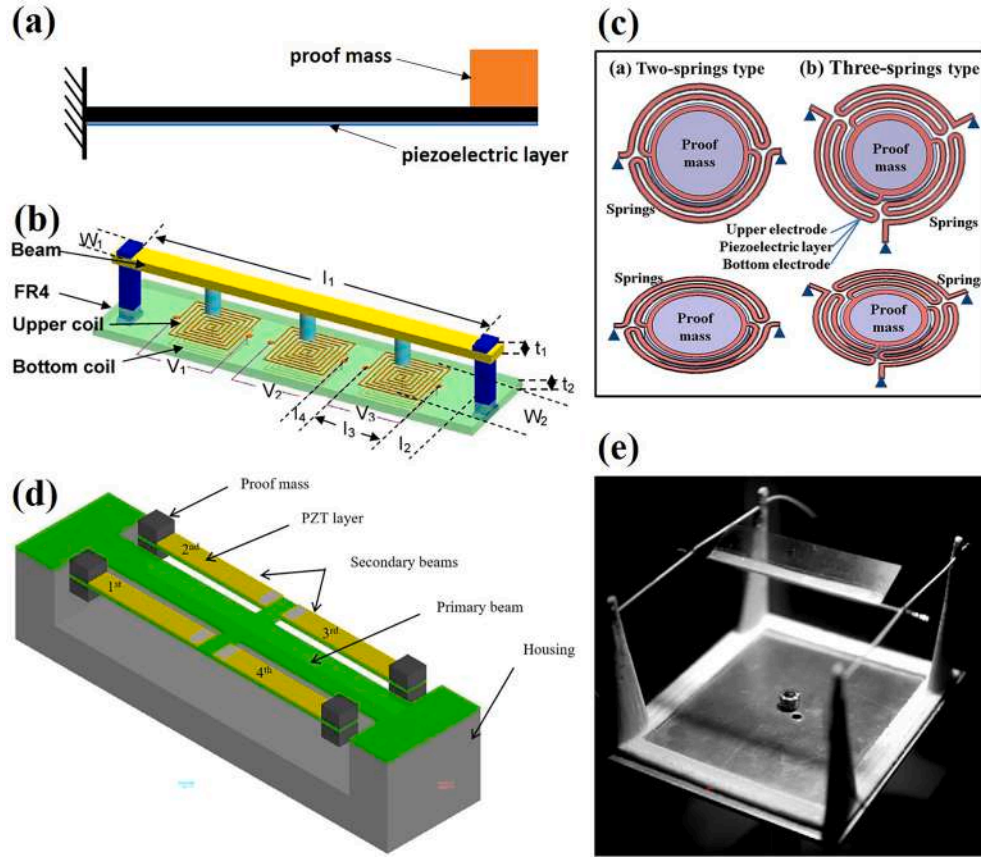 (a)
proof mass
piezoelectric layer
(b)
W1
Beam
l1
FR4
Upper coil
Bottom coil
t1
t2
V1
V2
V3
l4
l3
l2
W2
(c)
(a) Two-springs type
(b) Three-springs type
Proof
mass
Proof
mass
Springs
Springs
Upper electrode
Piezoelectric layer
Bottom electrode
Springs
Springs
Proof
mass
Proof
mass
(d)
Proof mass
PZT layer
Secondary beams
Primary beam
Housing
1st
2nd
3rd
4th
(e)